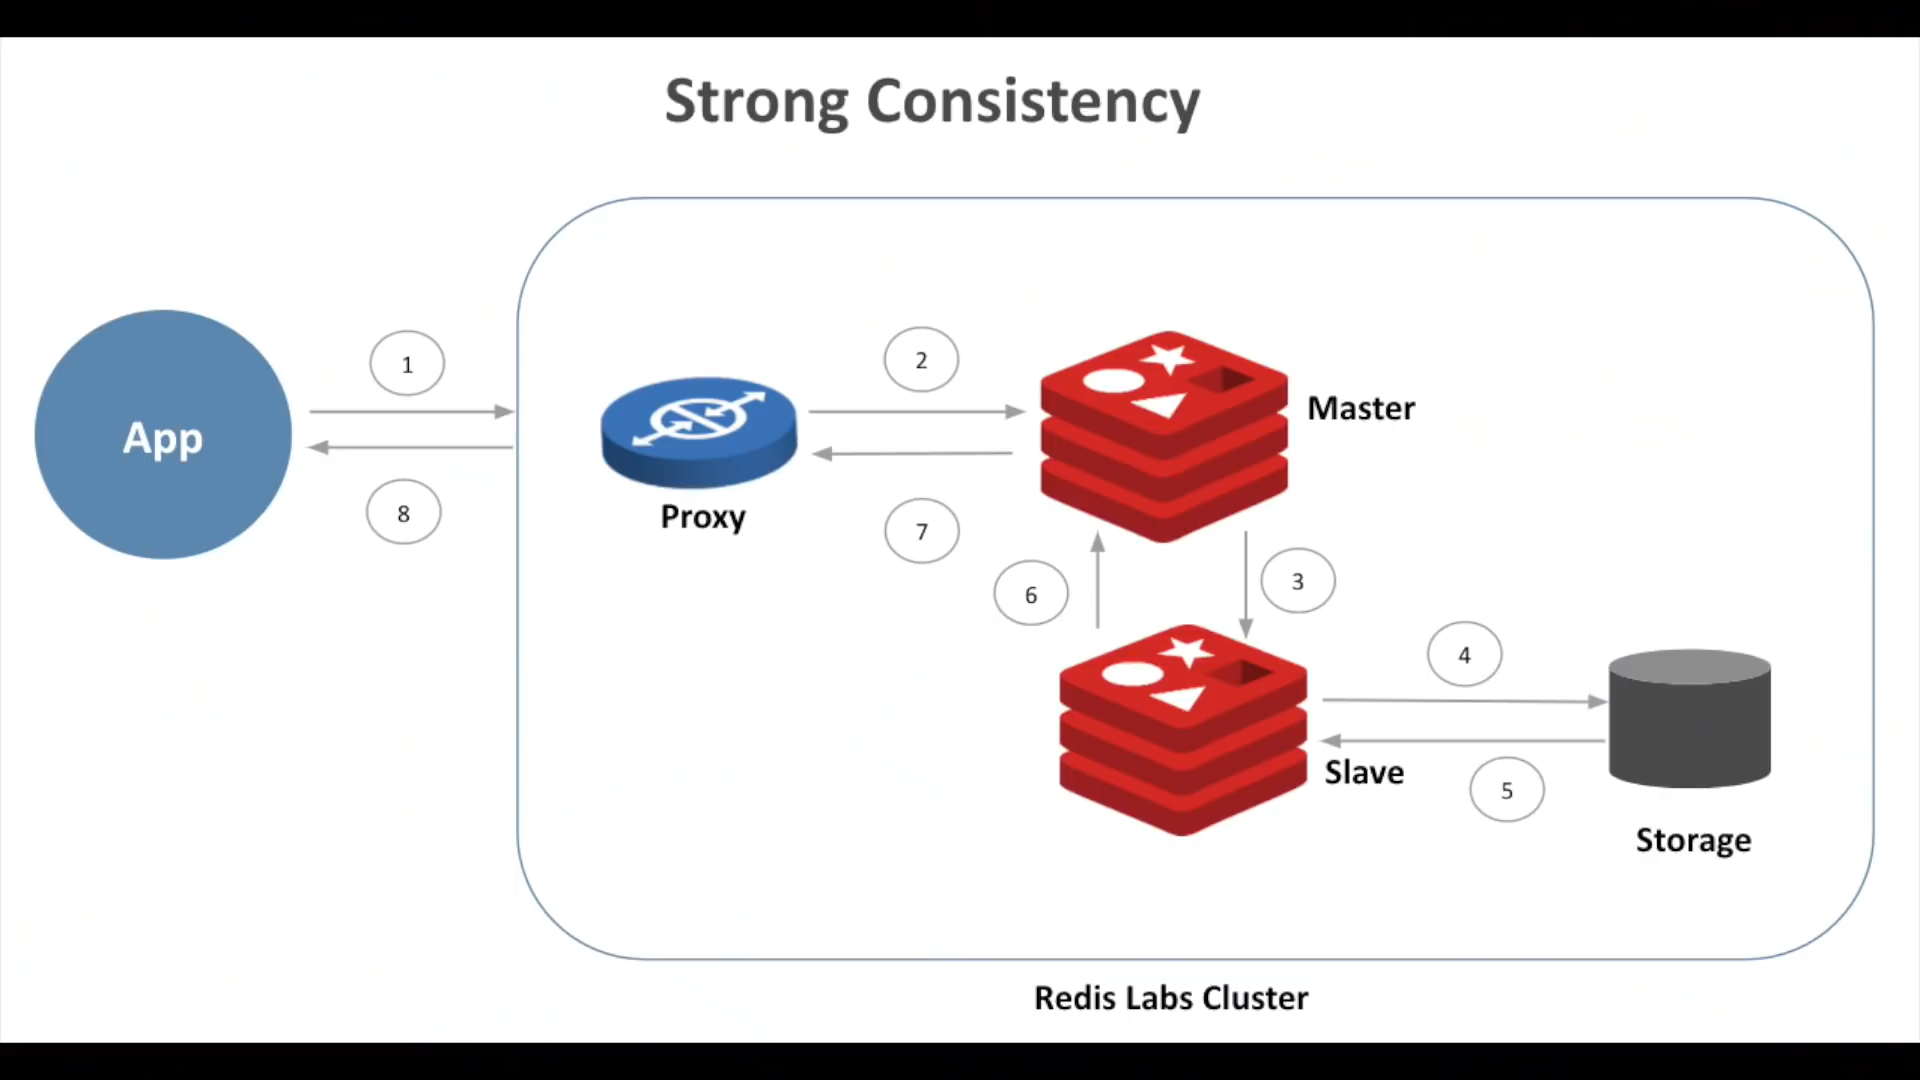 Strong Consistency
1
2
App
Master
8
Proxy
7
6
3
4
Slave
5
Storage
Redis Labs Cluster